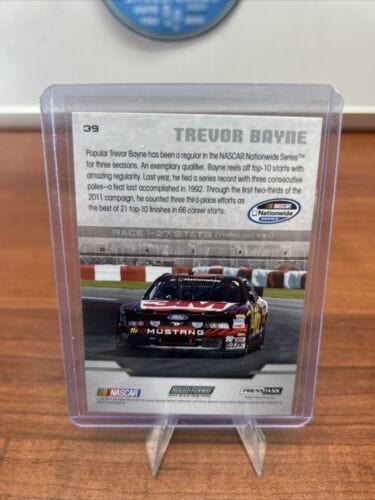 39
TREVOR BAYNE
Popular Trevor Bayne has been a regular in the NASCAR Nationwide Series™
for three seasons. An exemplary qualifier, Bayne reels off top-10 starts with
amazing regularity. Last year, he tied a series record with three consecutive
poles–a feat last accomplished in 1992. Through the first two-thirds of the
2011 campaign, he counted three third-place efforts as
the best of 21 top-10 finishes in 66 career starts.
NASCAR
Nationwide
SERIES
RACE 1-27 STATS
3M
Ford
MUSTANG
NASCAR
ROUSH FENWAY
PRESS PASS